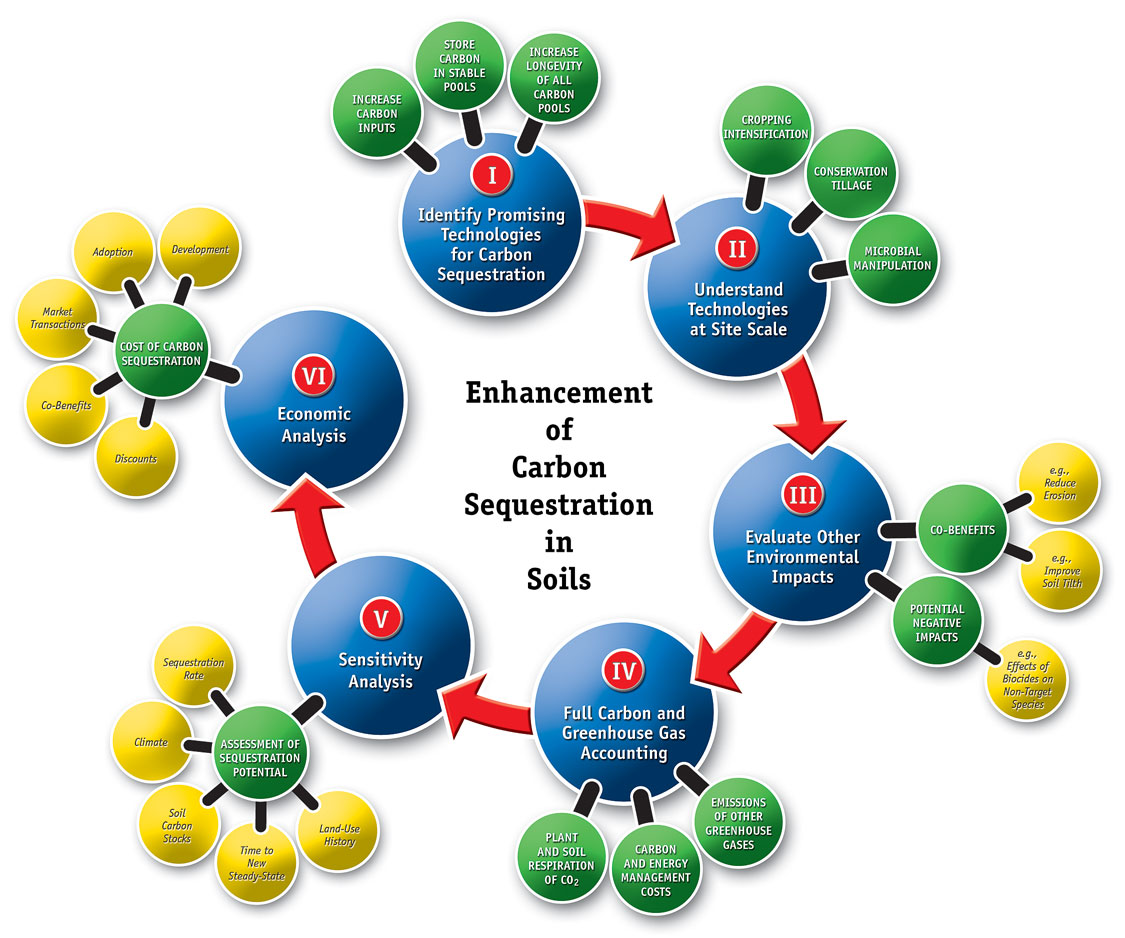 Enhancement
of
Carbon
Sequestration
in
Soils
I
Identify Promising
Technologies
for Carbon
Sequestration
INCREASE
CARBON
INPUTS
STORE
CARBON
IN STABLE
POOLS
INCREASE
LONGEVITY
OF ALL
CARBON
POOLS
II
Understand
Technologies
at Site Scale
CROPPING
INTENSIFICATION
CONSERVATION
TILLAGE
MICROBIAL
MANIPULATION
III
Evaluate Other
Environmental
Impacts
CO-BENEFITS
e.g.,
Reduce
Erosion
e.g.,
Improve
Soil Tilth
POTENTIAL
NEGATIVE
IMPACTS
e.g.,
Effects of
Biocides on
Non-Target
Species
IV
Full Carbon and
Greenhouse Gas
Accounting
EMISSIONS
OF OTHER
GREENHOUSE
GASES
CARBON
AND ENERGY
MANAGEMENT
COSTS
PLANT
AND SOIL
RESPIRATION
OF CO₂
V
Sensitivity
Analysis
ASSESSMENT OF
SEQUESTRATION
POTENTIAL
Land-Use
History
Time to
New
Steady-State
Soil
Carbon
Stocks
Climate
Sequestration
Rate
VI
Economic
Analysis
COST OF CARBON
SEQUESTRATION
Discounts
Co-Benefits
Market
Transactions
Adoption
Development